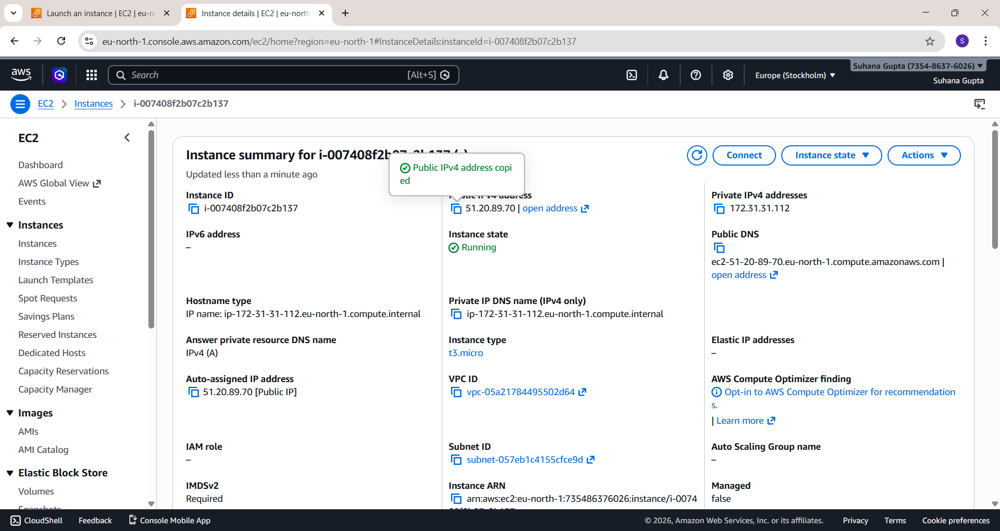 Launch an instance | EC2 | eu-n
Instance details | EC2 | eu-north
eu-north-1.console.aws.amazon.com/ec2/home?region=eu-north-1#InstanceDetails:instanceId=i-007408f2b07c2b137
S
aws
Search
[Alt+S]
Europe (Stockholm)
Suhana Gupta (7354-8637-6026)
Suhana Gupta
EC2
Instances
i-007408f2b07c2b137
EC2
Dashboard
AWS Global View
Events
Instances
Instances
Instance Types
Launch Templates
Spot Requests
Savings Plans
Reserved Instances
Dedicated Hosts
Capacity Reservations
Capacity Manager
Images
AMIs
AMI Catalog
Elastic Block Store
Volumes
Snapshots
Instance summary for
Updated less than a minute ago
Connect
Instance state
Actions
Public IPv4 address copi
ed
Instance ID
i-007408f2b07c2b137
Public IPv4 address
51.20.89.70 | open address
Private IPv4 addresses
172.31.31.112
IPv6 address
–
Instance state
Running
Public DNS
ec2-51-20-89-70.eu-north-1.compute.amazonaws.com |
open address
Hostname type
IP name: ip-172-31-31-112.eu-north-1.compute.internal
Private IP DNS name (IPv4 only)
ip-172-31-31-112.eu-north-1.compute.internal
Answer private resource DNS name
IPv4 (A)
Instance type
t3.micro
Elastic IP addresses
–
Auto-assigned IP address
51.20.89.70 [Public IP]
VPC ID
vpc-05a21784495502d64
AWS Compute Optimizer finding
Opt-in to AWS Compute Optimizer for recommendation
s.
| Learn more
IAM role
–
Subnet ID
subnet-057eb1c4155cfce9d
Auto Scaling Group name
–
IMDSv2
Required
Instance ARN
arn:aws:ec2:eu-north-1:735486376026:instance/i-0074
Managed
false
CloudShell
Feedback
Console Mobile App
© 2026, Amazon Web Services, Inc. or its affiliates.
Privacy
Terms
Cookie preferences